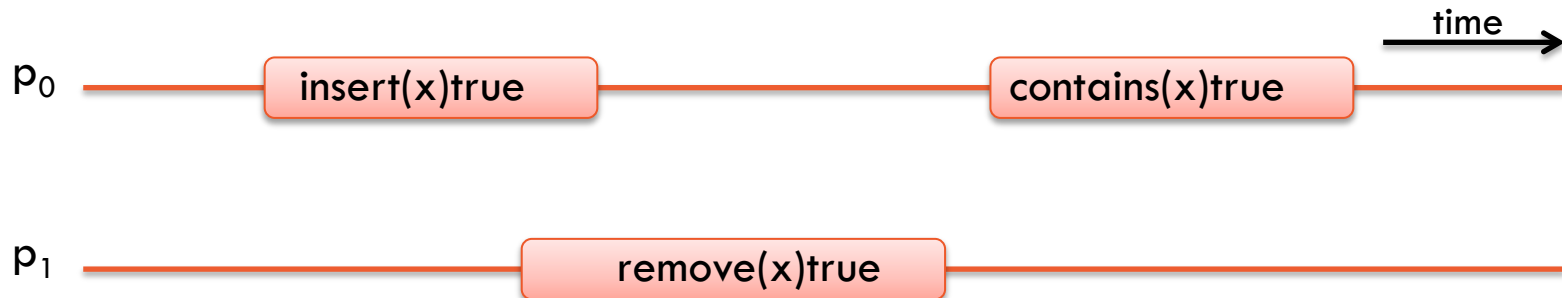 time
p₀ insert(x)true contains(x)true
p₁ remove(x)true